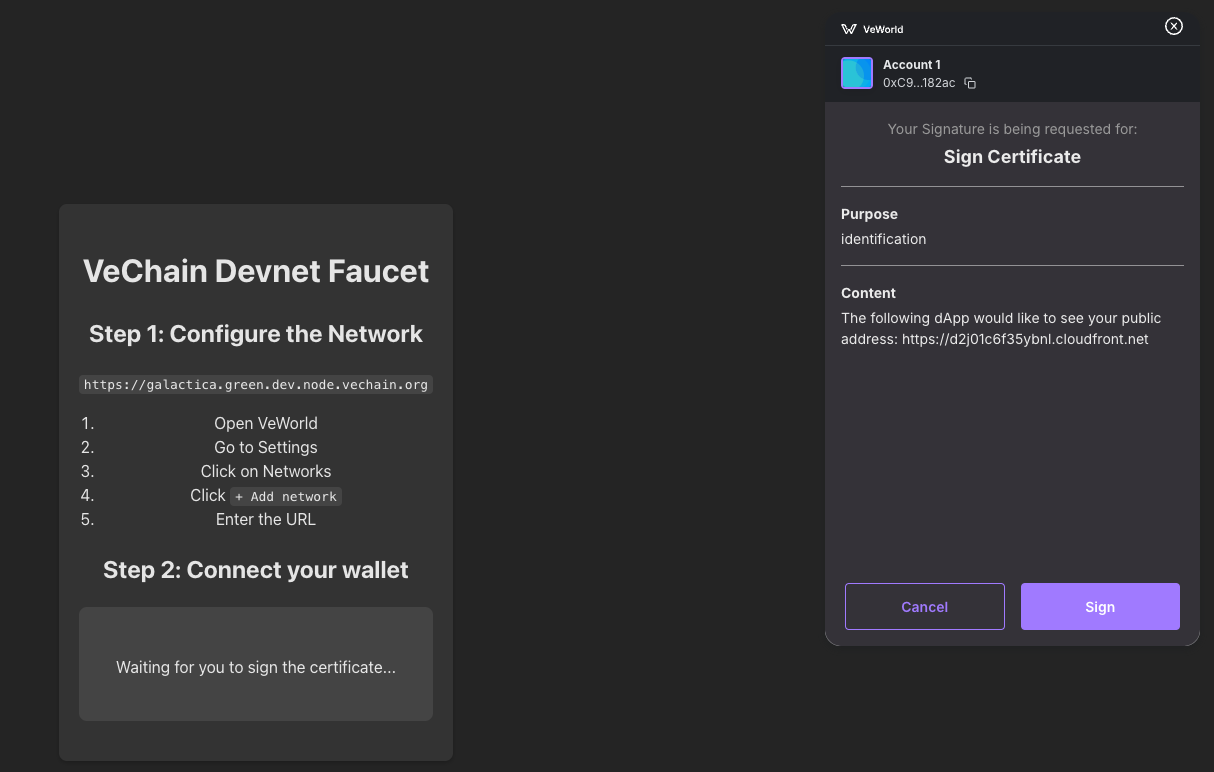 VeChain Devnet Faucet
Step 1: Configure the Network
https://galactica.green.dev.node.vechain.org
1. Open VeWorld
2. Go to Settings
3. Click on Networks
4. Click + Add network
5. Enter the URL
Step 2: Connect your wallet
Waiting for you to sign the certificate...
VeWorld
Account 1
0xC9...182ac
Your Signature is being requested for:
Sign Certificate
Purpose
identification
Content
The following dApp would like to see your public
address: https://d2j01c6f35ybnl.cloudfront.net
Cancel
Sign